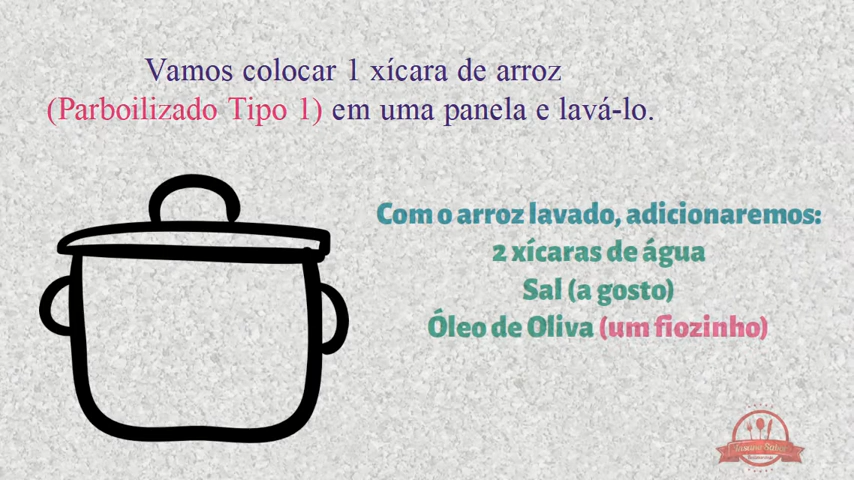 Vamos colocar 1 xícara de arroz
(Parboilizado Tipo 1) em uma panela e lavá-lo.
Com o arroz lavado, adicionaremos:
2 xícaras de água
Sal (a gosto)
Óleo de Oliva (um fiozinho)